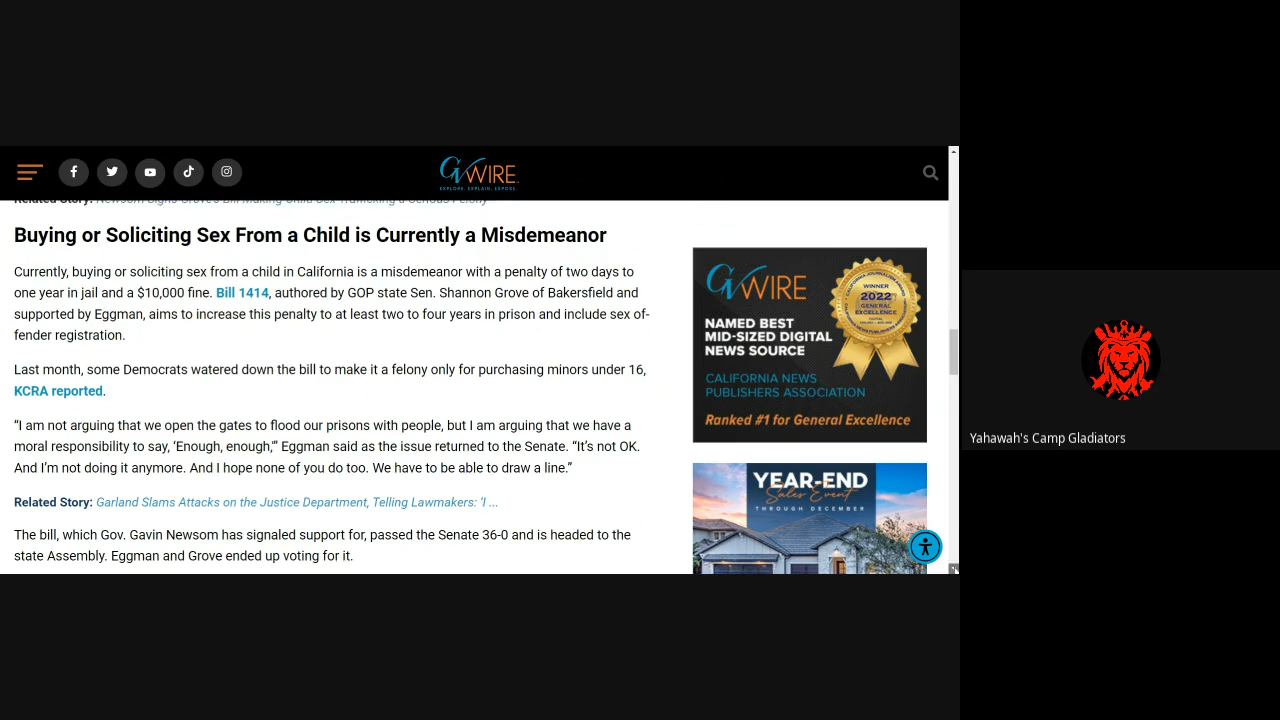 GVWIRE
EXPLORE. EXPLAIN. EXPOSE.
Related Story: Newsom Signs Grove's Bill Making Child Sex Trafficking a Serious Felony
Buying or Soliciting Sex From a Child is Currently a Misdemeanor
Currently, buying or soliciting sex from a child in California is a misdemeanor with a penalty of two days to
one year in jail and a $10,000 fine. Bill 1414, authored by GOP state Sen. Shannon Grove of Bakersfield and
supported by Eggman, aims to increase this penalty to at least two to four years in prison and include sex of-
fender registration.
Last month, some Democrats watered down the bill to make it a felony only for purchasing minors under 16,
KCRA reported.
“I am not arguing that we open the gates to flood our prisons with people, but I am arguing that we have a
moral responsibility to say, ‘Enough, enough,’” Eggman said as the issue returned to the Senate. “It’s not OK.
And I’m not doing it anymore. And I hope none of you do too. We have to be able to draw a line.”
Related Story: Garland Slams Attacks on the Justice Department, Telling Lawmakers: ‘I ...
The bill, which Gov. Gavin Newsom has signaled support for, passed the Senate 36-0 and is headed to the
state Assembly. Eggman and Grove ended up voting for it.
GVWIRE
WINNER
2022
GENERAL
EXCELLENCE
NAMED BEST
MID-SIZED DIGITAL
NEWS SOURCE
CALIFORNIA NEWS
PUBLISHERS ASSOCIATION
Ranked #1 for General Excellence
YEAR-END
Sales Event
THROUGH DECEMBER
Yahawah's Camp Gladiators